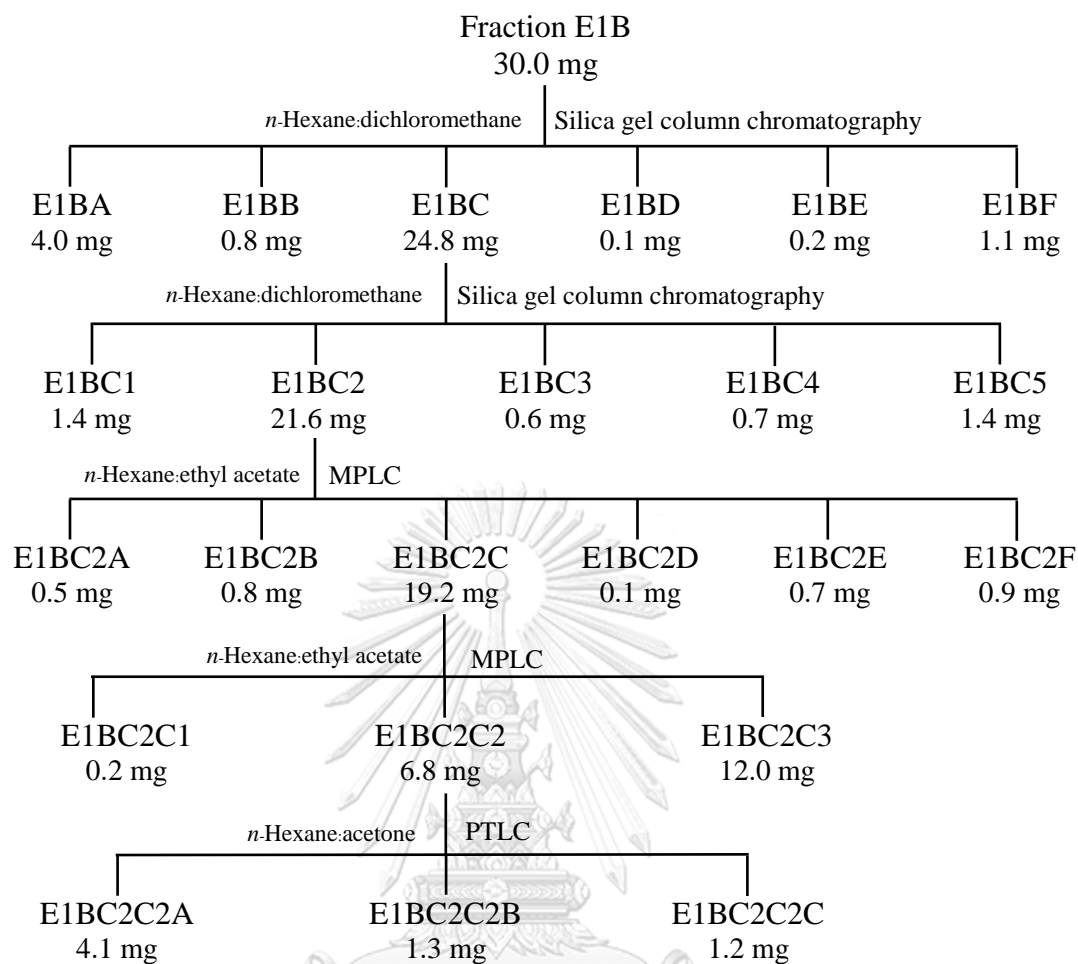 Fraction E1B
30.0 mg
n-Hexane:dichloromethane Silica gel column chromatography
E1BA E1BB E1BC E1BD E1BE E1BF
4.0 mg 0.8 mg 24.8 mg 0.1 mg 0.2 mg 1.1 mg
n-Hexane:dichloromethane Silica gel column chromatography
E1BC1 E1BC2 E1BC3 E1BC4 E1BC5
1.4 mg 21.6 mg 0.6 mg 0.7 mg 1.4 mg
n-Hexane:ethyl acetate MPLC
E1BC2A E1BC2B E1BC2C E1BC2D E1BC2E E1BC2F
0.5 mg 0.8 mg 19.2 mg 0.1 mg 0.7 mg 0.9 mg
n-Hexane:ethyl acetate MPLC
E1BC2C1 E1BC2C2 E1BC2C3
0.2 mg 6.8 mg 12.0 mg
n-Hexane:acetone PTLC
E1BC2C2A E1BC2C2B E1BC2C2C
4.1 mg 1.3 mg 1.2 mg